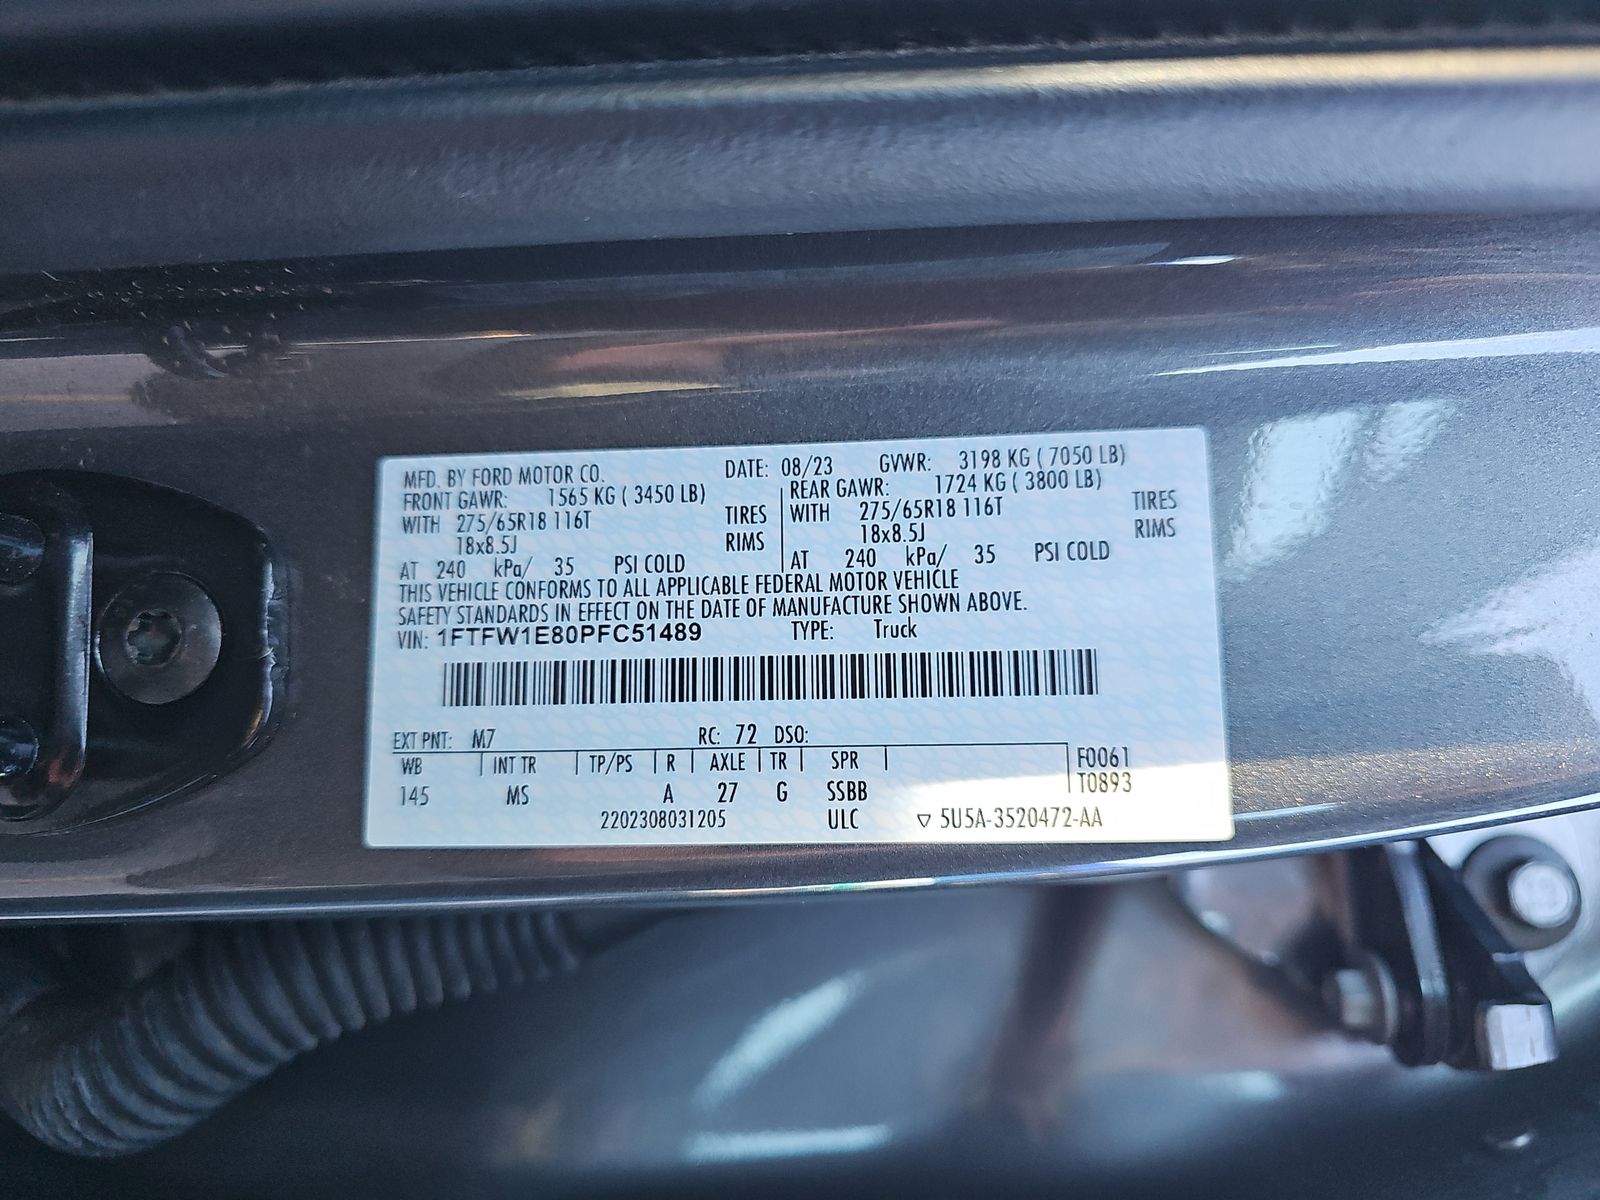 MFD. BY FORD MOTOR CO. DATE: 08/23 GVWR: 3198 KG ( 7050 LB)
FRONT GAWR: 1565 KG ( 3450 LB) REAR GAWR: 1724 KG ( 3800 LB)
WITH 275/65R18 116T TIRES WITH 275/65R18 116T TIRES
18x8.5J RIMS 18x8.5J RIMS
AT 240 kPa/ 35 PSI COLD AT 240 kPa/ 35 PSI COLD
THIS VEHICLE CONFORMS TO ALL APPLICABLE FEDERAL MOTOR VEHICLE
SAFETY STANDARDS IN EFFECT ON THE DATE OF MANUFACTURE SHOWN ABOVE.
VIN: 1FTFW1E80PFC51489 TYPE: Truck
EXT PNT: M7 RC: 72 DSO:
WB INT TR TP/PS R AXLE TR SPR F0061
145 MS A 27 G SSBB T0893
2202308031205 ULC ▽ 5U5A-3520472-AA